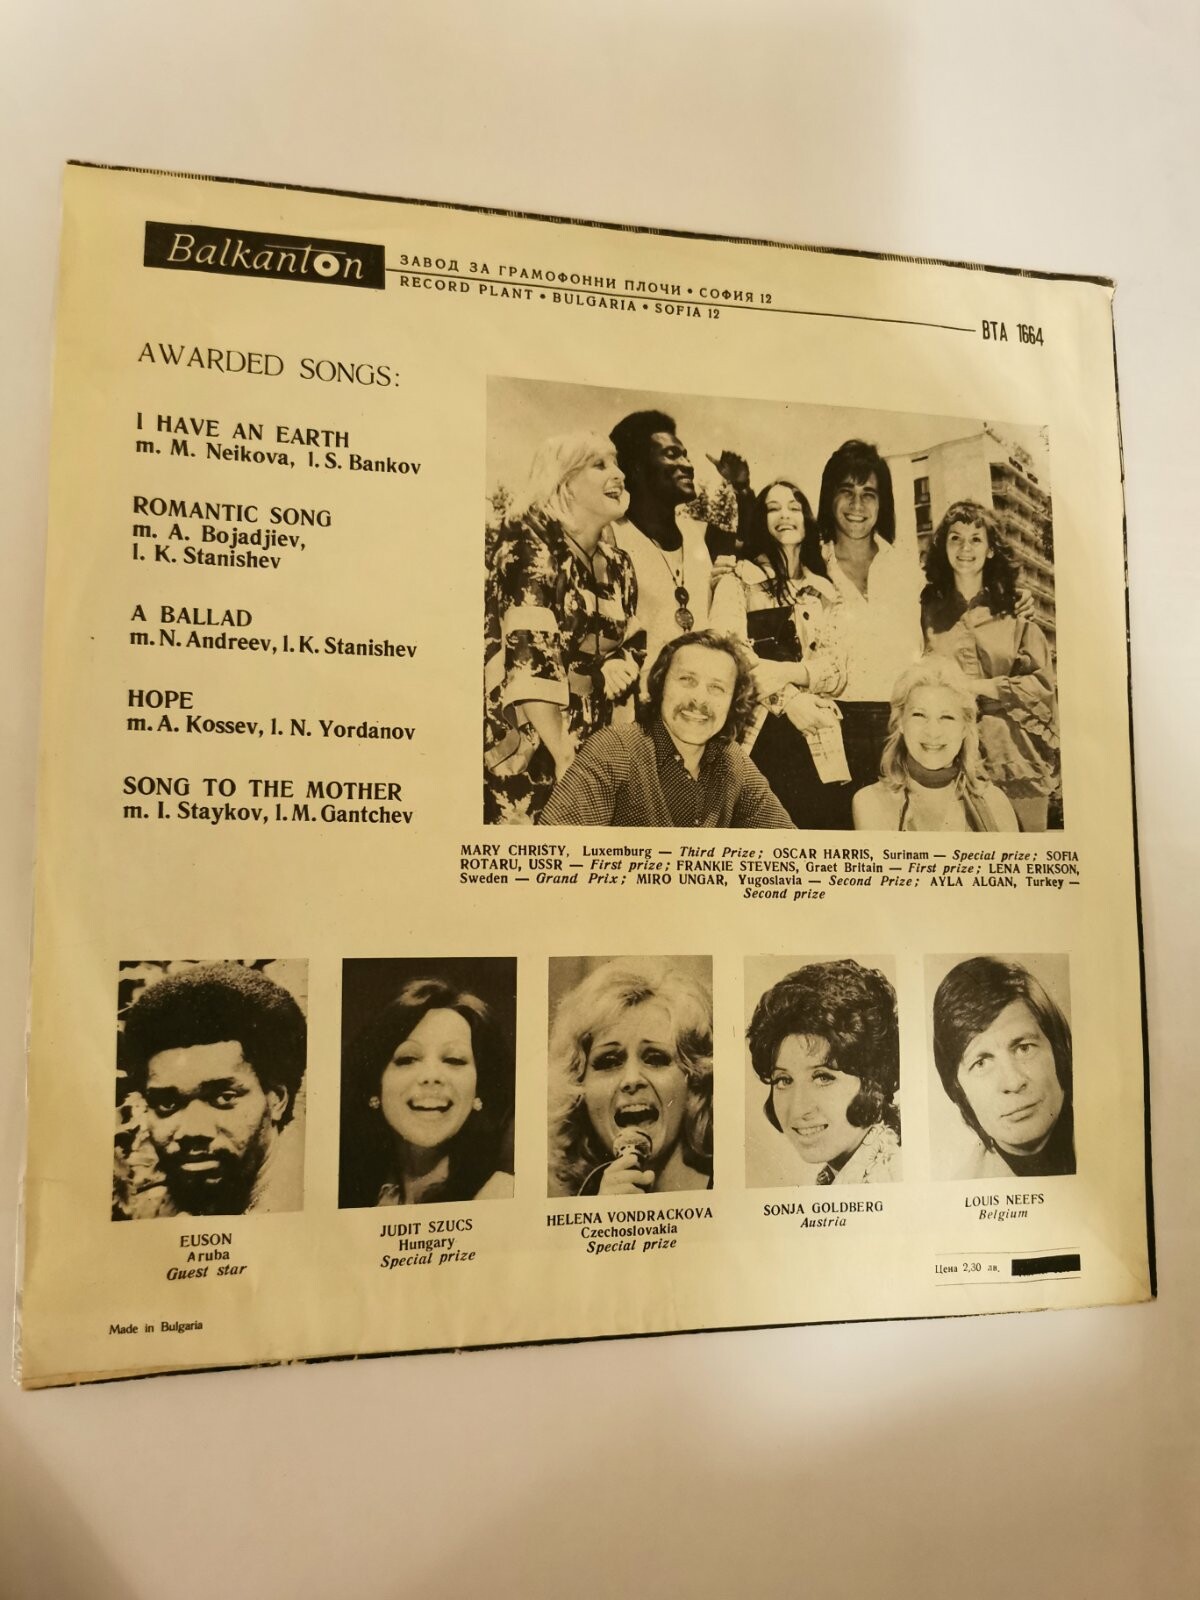 Balkanton
ЗАВОД ЗА ГРАМОФОННИ ПЛОЧИ • СОФИЯ 12
RECORD PLANT • BULGARIA • SOFIA 12
BTA 1664
AWARDED SONGS:
I HAVE AN EARTH
m. M. Neikova, l. S. Bankov
ROMANTIC SONG
m. A. Bojadjiev,
l. K. Stanishev
A BALLAD
m. N. Andreev, l. K. Stanishev
HOPE
m. A. Kossev, l. N. Yordanov
SONG TO THE MOTHER
m. I. Staykov, l. M. Gantchev
MARY CHRISTY, Luxemburg — Third Prize; OSCAR HARRIS, Surinam — Special prize; SOFIA
ROTARU, USSR — First prize; FRANKIE STEVENS, Graet Britain — First prize; LENA ERIKSON,
Sweden — Grand Prix; MIRO UNGAR, Yugoslavia — Second Prize; AYLA ALGAN, Turkey —
Second prize
EUSON
Aruba
Guest star
JUDIT SZUCS
Hungary
Special prize
HELENA VONDRACKOVA
Czechoslovakia
Special prize
SONJA GOLDBERG
Austria
LOUIS NEEFS
Belgium
Цена 2,30 лв.
Made in Bulgaria